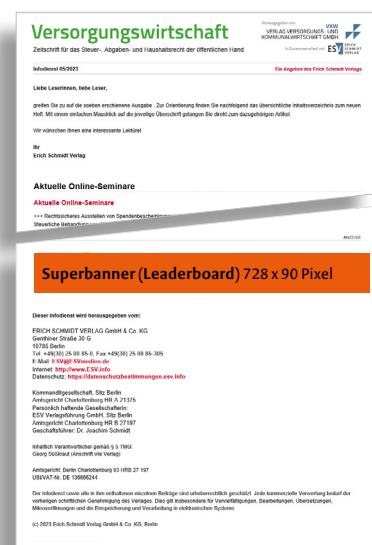 Versorgungswirtschaft
Zeitschrift für das Steuer-, Abgaben- und Haushaltsrecht der öffentlichen Hand
Herausgegeben von
VKW
VERLAG VERSORGUNGS- UND
KOMMUNALWIRTSCHAFT GMBH
In Zusammenarbeit mit
ESV ERICH
SCHMIDT
VERLAG
Infodienst 05/2023
Ein Angebot des Erich Schmidt Verlags
Liebe Leserinnen, liebe Leser,
greifen Sie zu auf die soeben erschienene Ausgabe . Zur Orientierung finden Sie nachfolgend das übersichtliche Inhaltsverzeichnis zum neuen
Heft. Mit einem einfachen Mausklick auf die jeweilige Überschrift gelangen Sie direkt zum dazugehörigen Artikel.
Wir wünschen Ihnen eine interessante Lektüre!
Ihr
Erich Schmidt Verlag
Aktuelle Online-Seminare
Aktuelle Online-Seminare
+++ Rechtssicheres Ausstellen von
Steuerliche Behandlung
ANZEIGE
Superbanner (Leaderboard) 728 x 90 Pixel
Dieser Infodienst wird herausgegeben vom:
ERICH SCHMIDT VERLAG GmbH & Co. KG
Genthiner Straße 30 G
10785 Berlin
Tel. +49(30) 25 00 85-0, Fax +49(30) 25 00 85-305
E-Mail: ESV@ESVmedien.de
Internet: http://www.ESV.info
Datenschutz: https://datenschutzbestimmungen.esv.info
Kommanditgesellschaft, Sitz Berlin
Amtsgericht Charlottenburg HR A 21375
Persönlich haftende Gesellschafterin:
ESV Verlagsführung GmbH, Sitz Berlin
Amtsgericht Charlottenburg HR B 27197
Geschäftsführer: Dr. Joachim Schmidt
Inhaltlich Verantwortlicher gemäß § 5 TMG:
Georg Süßkraut (Anschrift wie Verlag)
Amtsgericht: Berlin Charlottenburg 93 HRB 27 197
USt/VAT-Nr. DE 136666244
Der Infodienst sowie alle in ihm enthaltenen einzelnen Beiträge sind urheberrechtlich geschützt. Jede kommerzielle Verwertung bedarf der
vorherigen schriftlichen Genehmigung des Verlages. Dies gilt insbesondere für Vervielfältigungen, Bearbeitungen, Übersetzungen,
Mikroverfilmungen und die Einspeicherung und Verarbeitung in elektronischen Systeme
(c) 2023 Erich Schmidt Verlag GmbH & Co. KG, Berlin